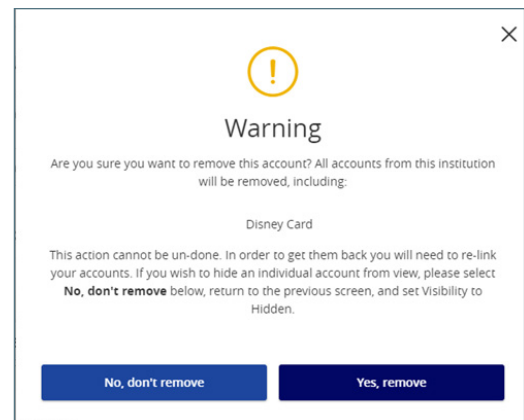 Warning
Are you sure you want to remove this account? All accounts from this institution
will be removed, including:
Disney Card
This action cannot be un-done. In order to get them back you will need to re-link
your accounts. If you wish to hide an individual account from view, please select
No, don't remove below, return to the previous screen, and set Visibility to
Hidden.
No, don't remove
Yes, remove